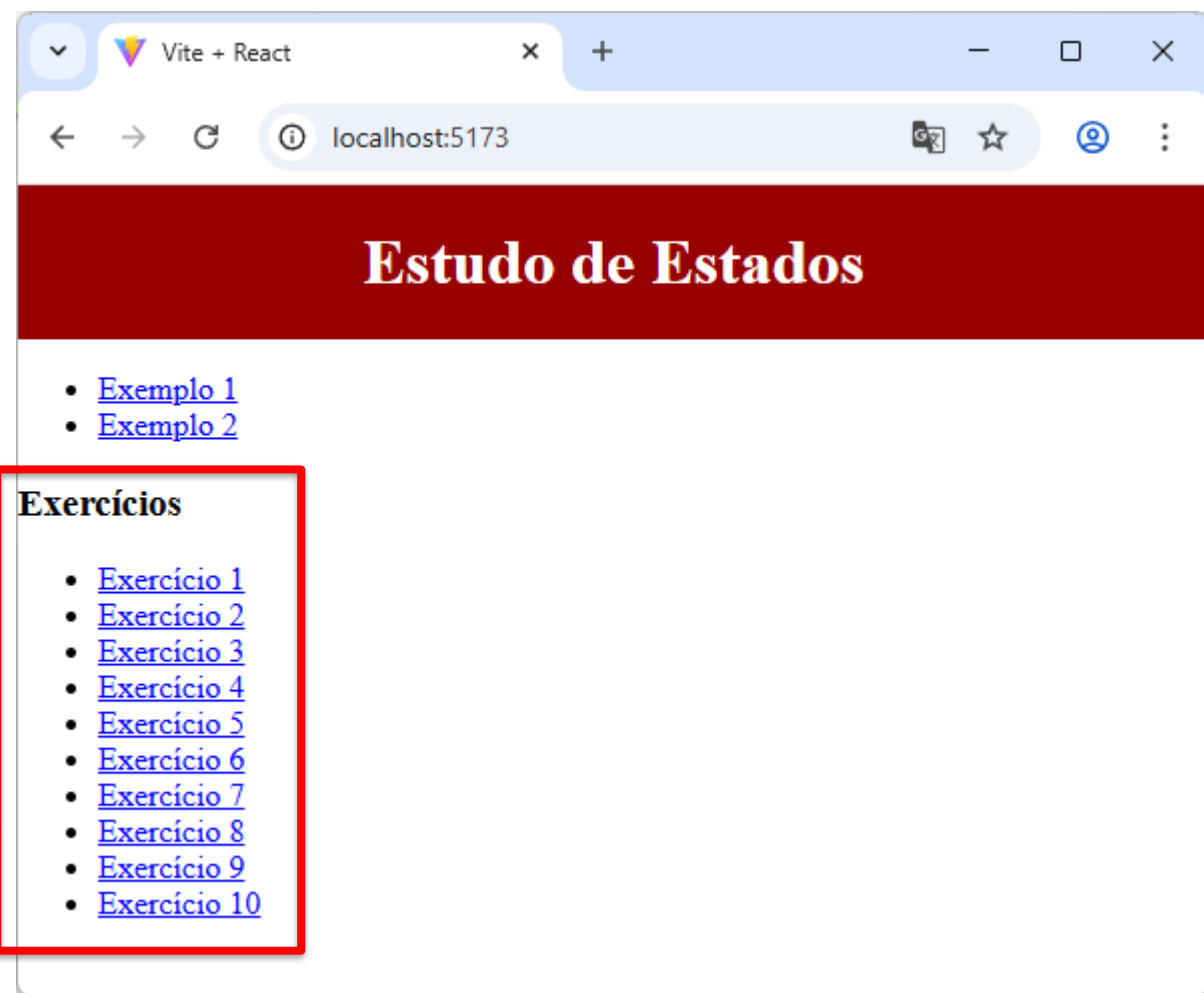 Vite + React
localhost:5173
Estudo de Estados
Exemplo 1
Exemplo 2
Exercícios
Exercício 1
Exercício 2
Exercício 3
Exercício 4
Exercício 5
Exercício 6
Exercício 7
Exercício 8
Exercício 9
Exercício 10